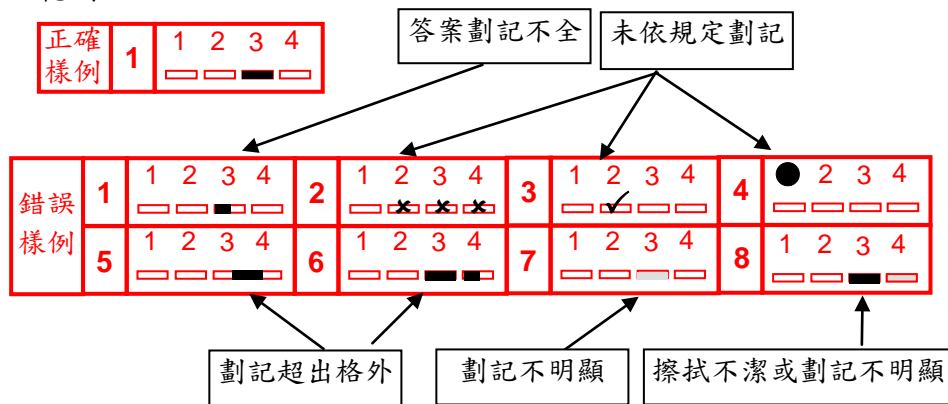 答案劃記不全
未依規定劃記
正確
樣例
1
1 2 3 4
錯誤
樣例
1
1 2 3 4
2
1 2 3 4
3
1 2 3 4
4
2 3 4
5
1 2 3 4
6
1 2 3 4
7
1 2 3 4
8
1 2 3 4
劃記超出格外
劃記不明顯
擦拭不潔或劃記不明顯